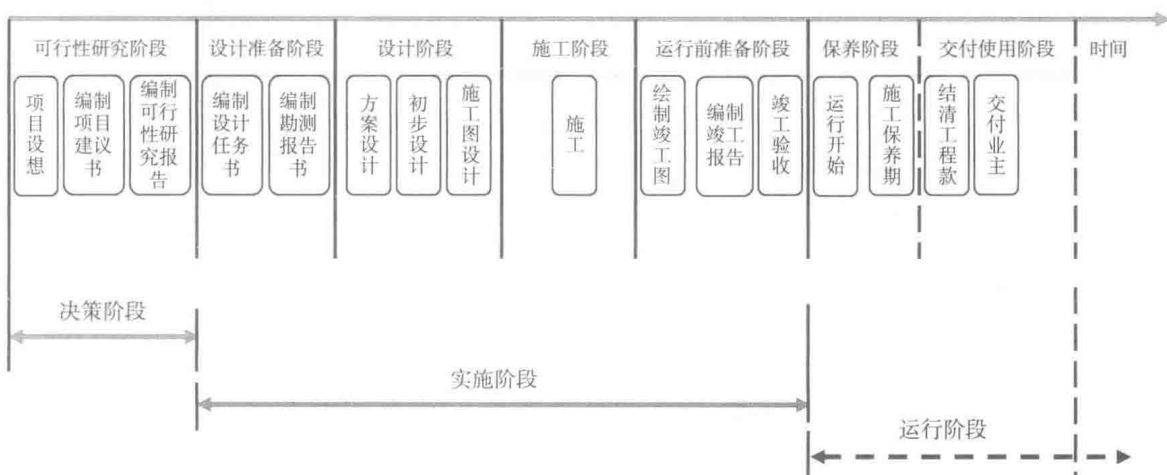 可行性研究阶段
设计准备阶段
设计阶段
施工阶段
运行前准备阶段
保养阶段
交付使用阶段
时间
项目设想
编制项目建议书
编制可行性研究报告
编制设计任务书
编制勘测报告书
方案设计
初步设计
施工图设计
施工
绘制竣工图
编制竣工报告
竣工验收
运行开始
施工保养期
结清工程款
交付业主
决策阶段
实施阶段
运行阶段